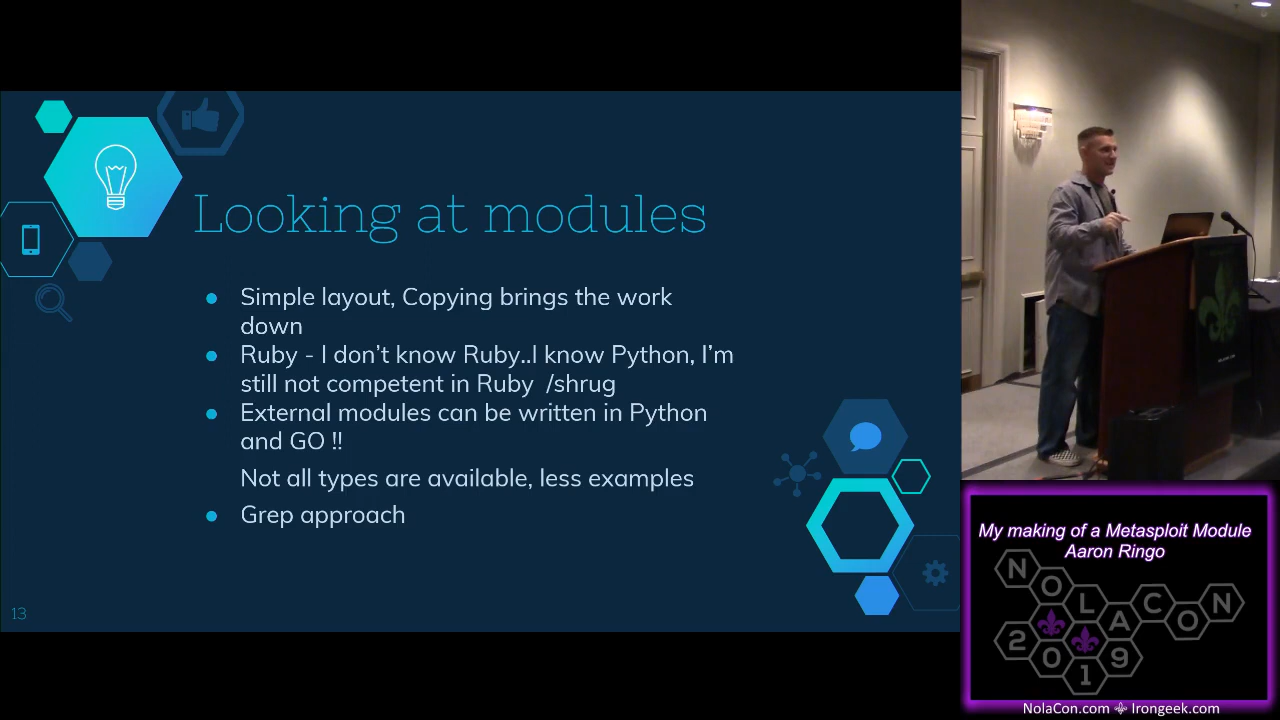 Looking at modules
Simple layout, Copying brings the work
down
Ruby - I don’t know Ruby..I know Python, I’m
still not competent in Ruby /shrug
External modules can be written in Python
and GO !!
Not all types are available, less examples
Grep approach
13
My making of a Metasploit Module
Aaron Ringo
NOLACON
2019
NolaCon.com Irongeek.com